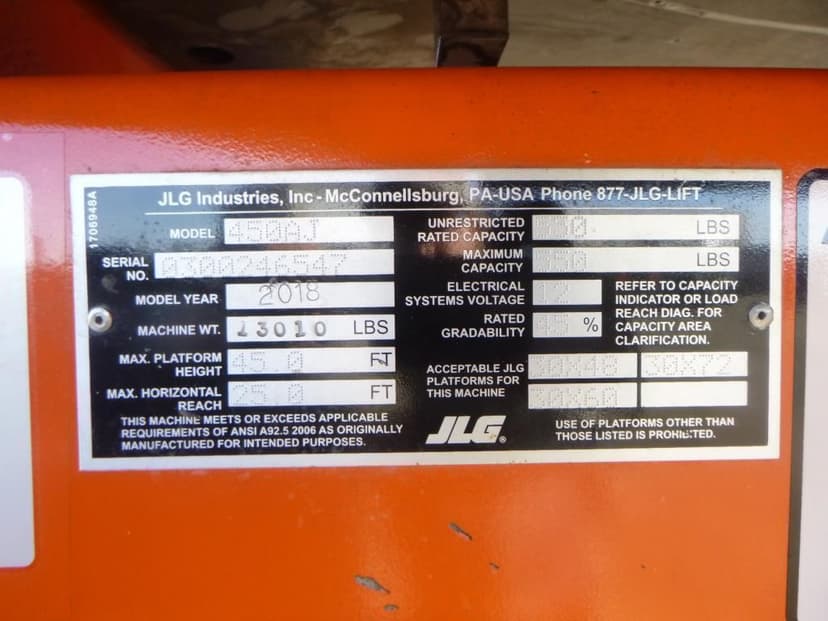 JLG Industries, Inc - McConnellsburg, PA-USA Phone 877-JLG-LIFT
1706948A
MODEL 450AJ
SERIAL NO. 0300246547
MODEL YEAR 2018
MACHINE WT. 13010 LBS
MAX. PLATFORM HEIGHT 45.0 FT
MAX. HORIZONTAL REACH 25.0 FT
THIS MACHINE MEETS OR EXCEEDS APPLICABLE
REQUIREMENTS OF ANSI A92.5 2006 AS ORIGINALLY
MANUFACTURED FOR INTENDED PURPOSES.
UNRESTRICTED RATED CAPACITY LBS
MAXIMUM CAPACITY LBS
ELECTRICAL SYSTEMS VOLTAGE 12
RATED GRADABILITY 45 %
REFER TO CAPACITY
INDICATOR OR LOAD
REACH DIAG. FOR
CAPACITY AREA
CLARIFICATION.
ACCEPTABLE JLG
PLATFORMS FOR
THIS MACHINE
30X48 30X72
30X60
JLG®
USE OF PLATFORMS OTHER THAN
THOSE LISTED IS PROHIBITED.